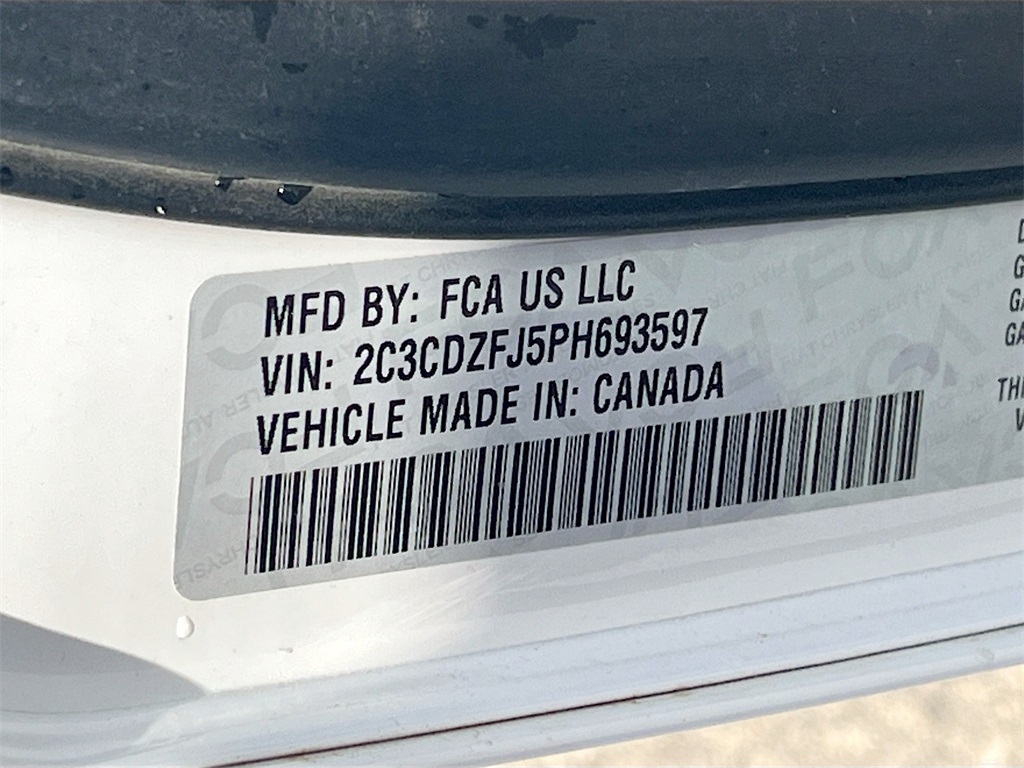 MFD BY: FCA US LLC
VIN: 2C3CDZFJ5PH693597
VEHICLE MADE IN: CANADA